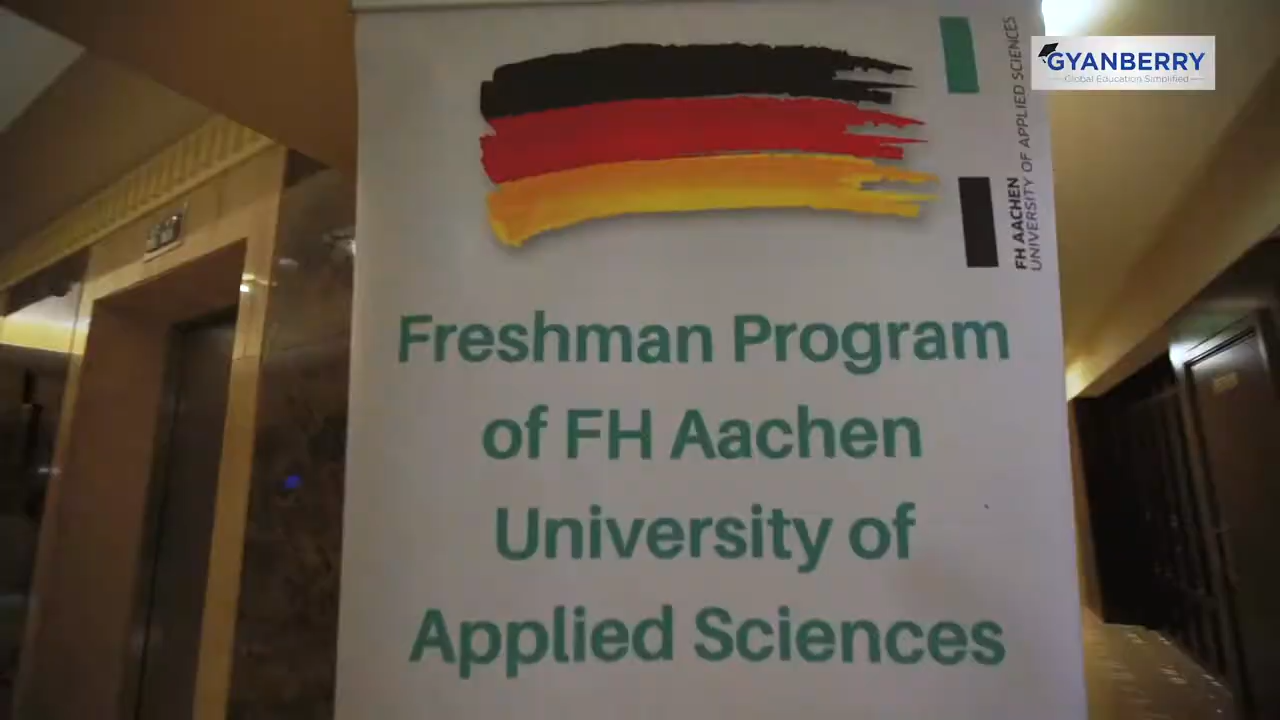 GYANBERRY
Global Education Simplified
FH AACHEN
UNIVERSITY OF APPLIED SCIENCES
Freshman Program
of FH Aachen
University of
Applied Sciences